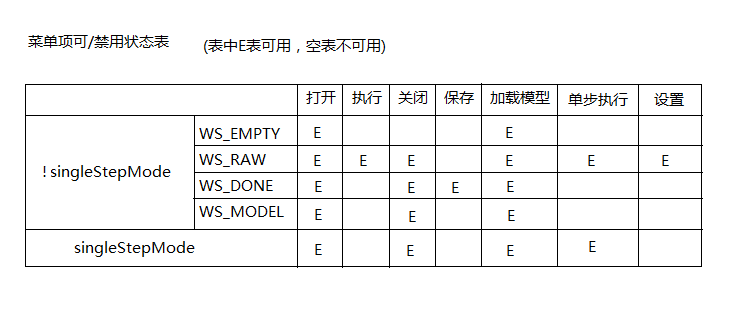 菜单项可/禁用状态表 (表中E表可用，空表不可用)
打开 执行 关闭 保存 加载模型 单步执行 设置
WS_EMPTY E E
!singleStepMode WS_RAW E E E E E E
WS_DONE E E E E
WS_MODEL E E E
singleStepMode E E E E